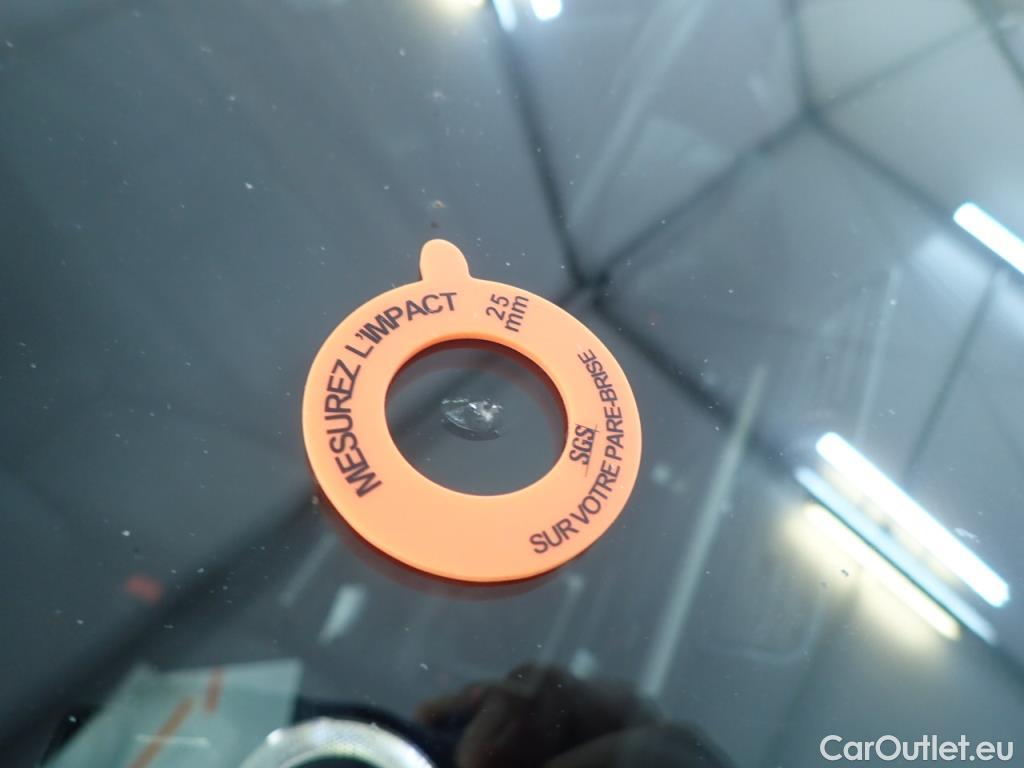 MESUREZ L'IMPACT
25
mm
SGS
SUR VOTRE PARE-BRISE
CarOutlet.eu